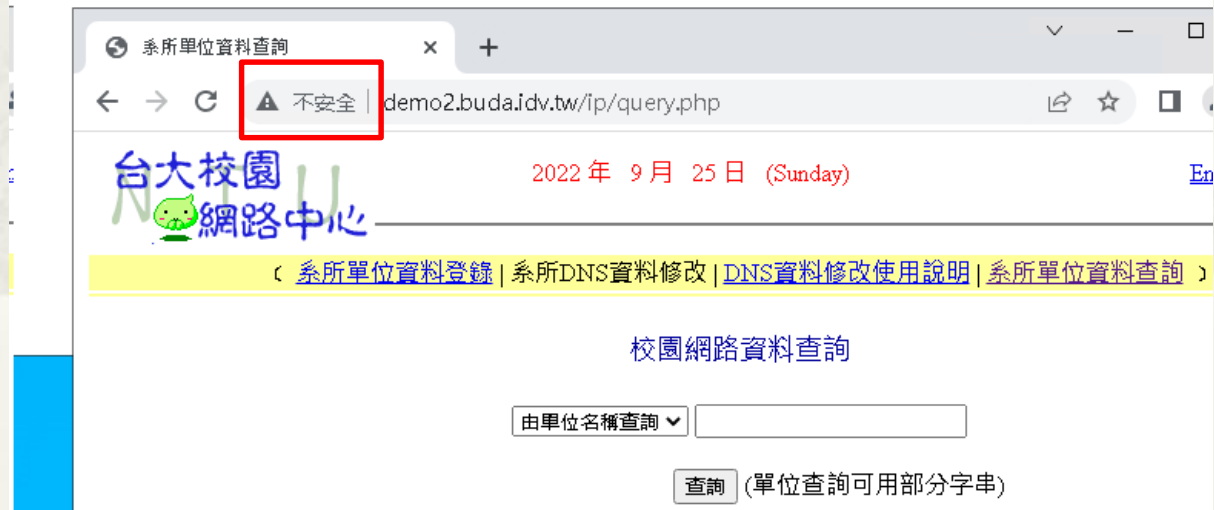 系所單位資料查詢
不安全 demo2.buda.idv.tw/ip/query.php
台大校園
NTU
網路中心
2022 年 9 月 25 日 (Sunday)
En
( 系所單位資料登錄 | 系所DNS資料修改 | DNS資料修改使用說明 | 系所單位資料查詢 )
校園網路資料查詢
由單位名稱查詢
查詢 (單位查詢可用部分字串)